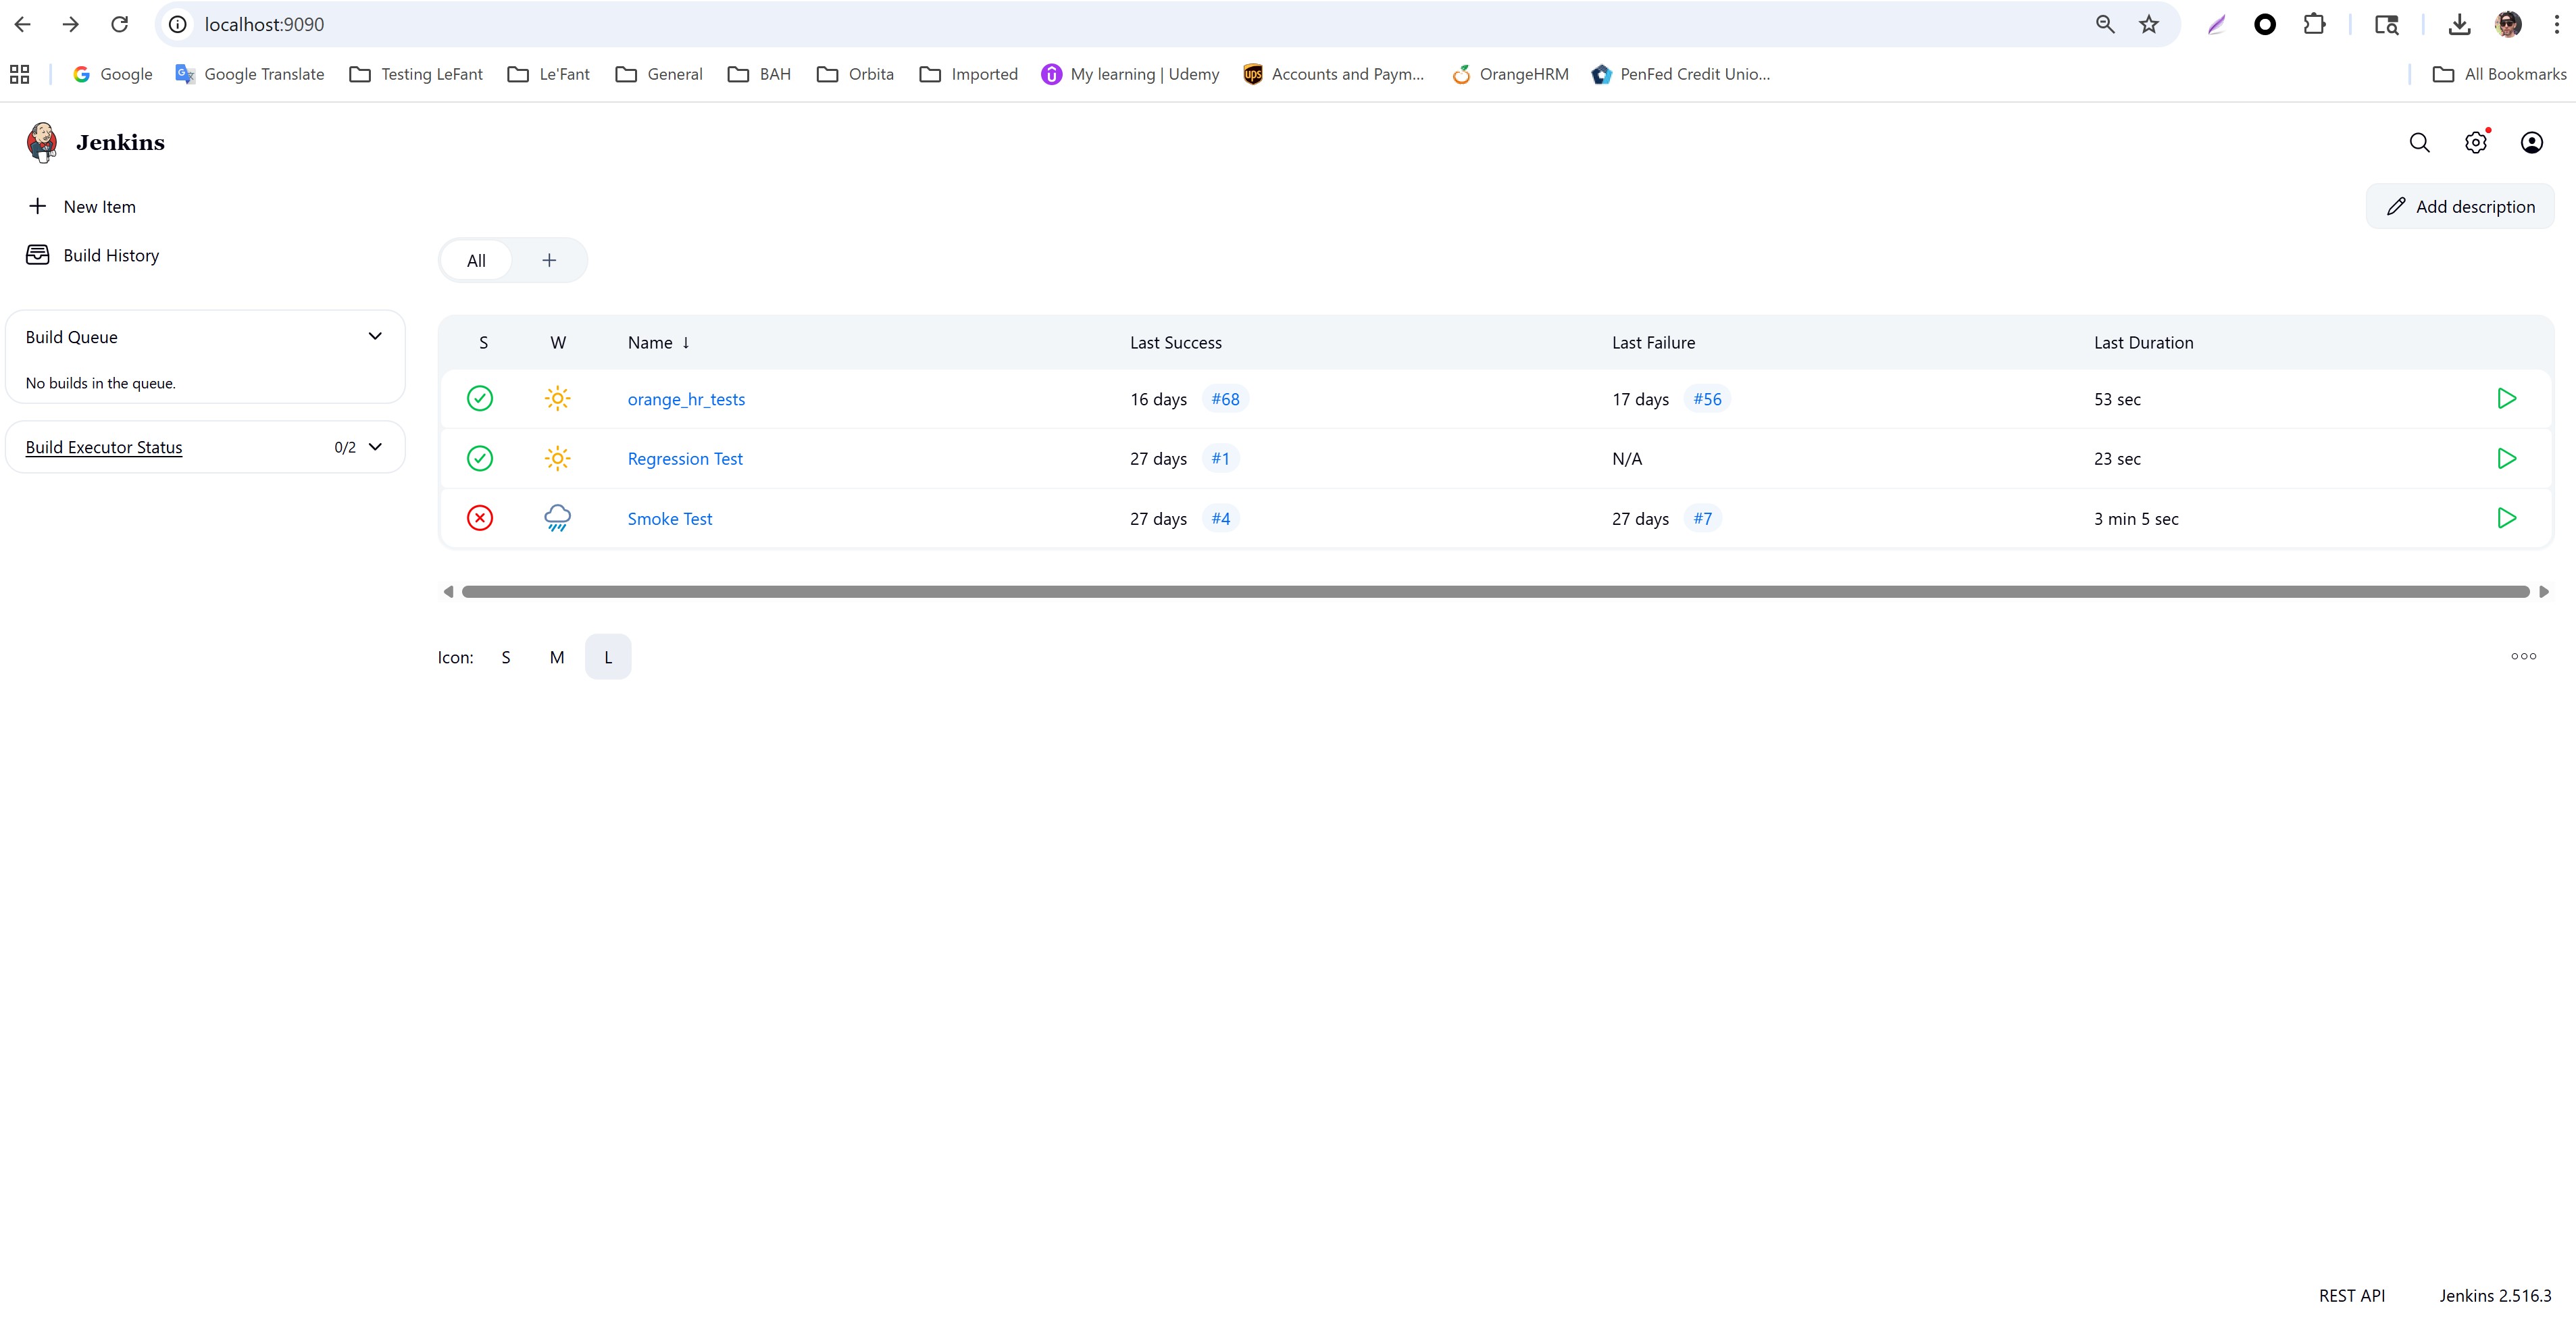 localhost:9090
Google Google Translate Testing LeFant Le'Fant General BAH Orbita Imported My learning | Udemy Accounts and Paym... OrangeHRM PenFed Credit Unio... All Bookmarks
Jenkins
New Item
Build History
Build Queue
No builds in the queue.
Build Executor Status 0/2
Add description
All +
S W Name ↓ Last Success Last Failure Last Duration
orange_hr_tests 16 days #68 17 days #56 53 sec
Regression Test 27 days #1 N/A 23 sec
Smoke Test 27 days #4 27 days #7 3 min 5 sec
Icon: S M L
REST API Jenkins 2.516.3